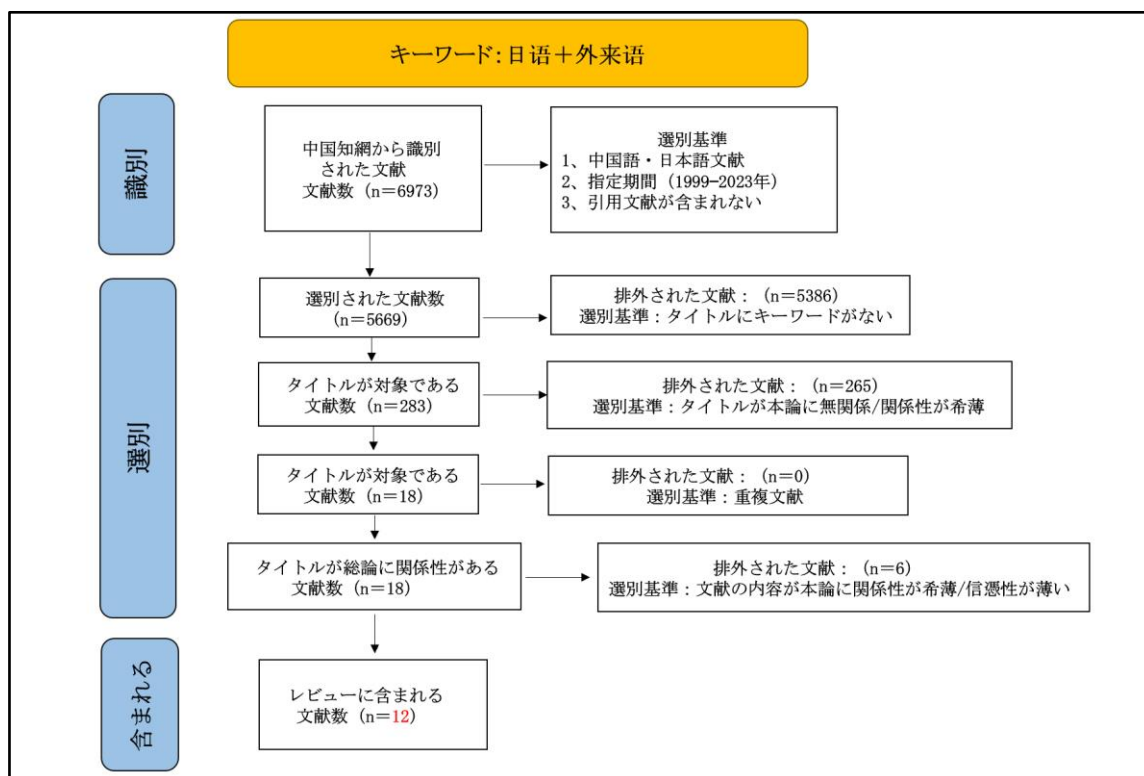 キーワード：日语＋外来语
識別
中国知網から識別
された文献
文献数（n＝6973）
選別基準
1、中国語・日本語文献
2、指定期間（1999−2023年）
3、引用文献が含まれない
選別
選別された文献数
（n＝5669）
排外された文献：（n＝5386）
選別基準：タイトルにキーワードがない
タイトルが対象である
文献数（n＝283）
排外された文献：（n＝265）
選別基準：タイトルが本論に無関係/関係性が希薄
タイトルが対象である
文献数（n＝18）
排外された文献：（n＝0）
選別基準：重複文献
タイトルが総論に関係性がある
文献数（n＝18）
排外された文献：（n＝6）
選別基準：文献の内容が本論に関係性が希薄/信憑性が薄い
含まれる
レビューに含まれる
文献数（n＝12）